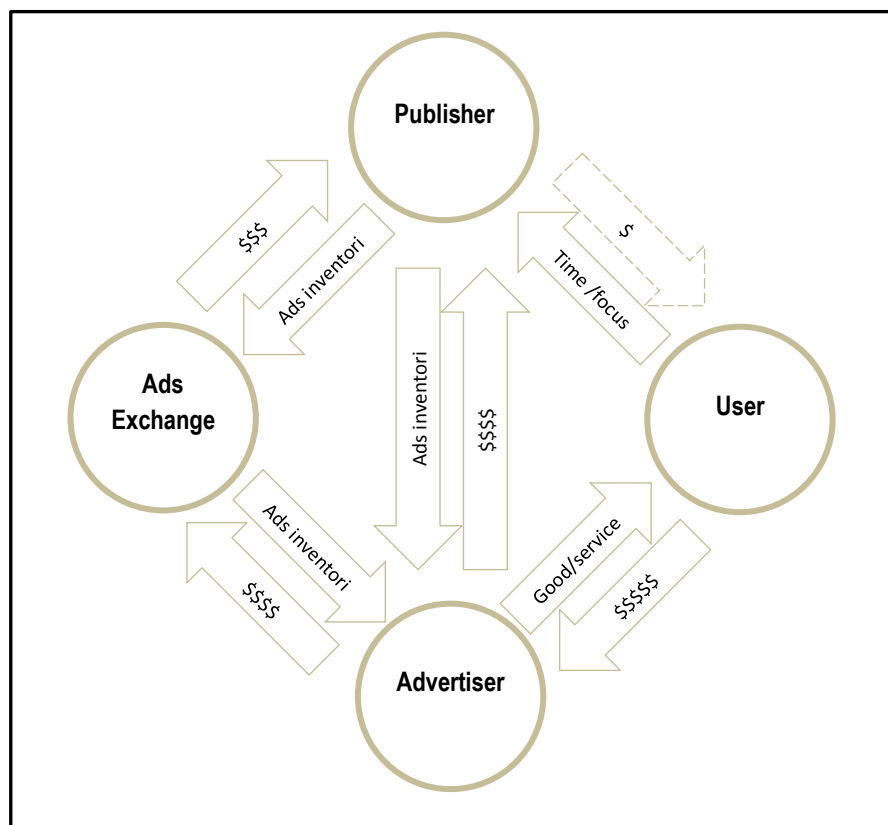 Publisher
$$$
Ads inventori
$
Time /focus
Ads
Exchange
Ads inventori
$$$$
User
Ads inventori
$$$$
Good/service
$$$$$
Advertiser